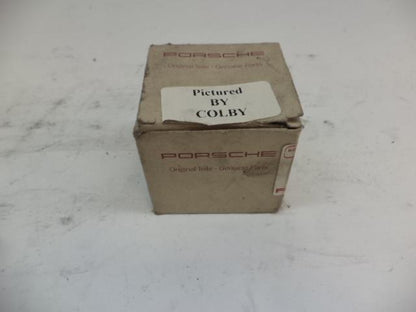 PORSCHE
Original Teile - Genuine Parts
Pictured
BY
COLBY
PORSCHE
Original Teile - Genuine Parts